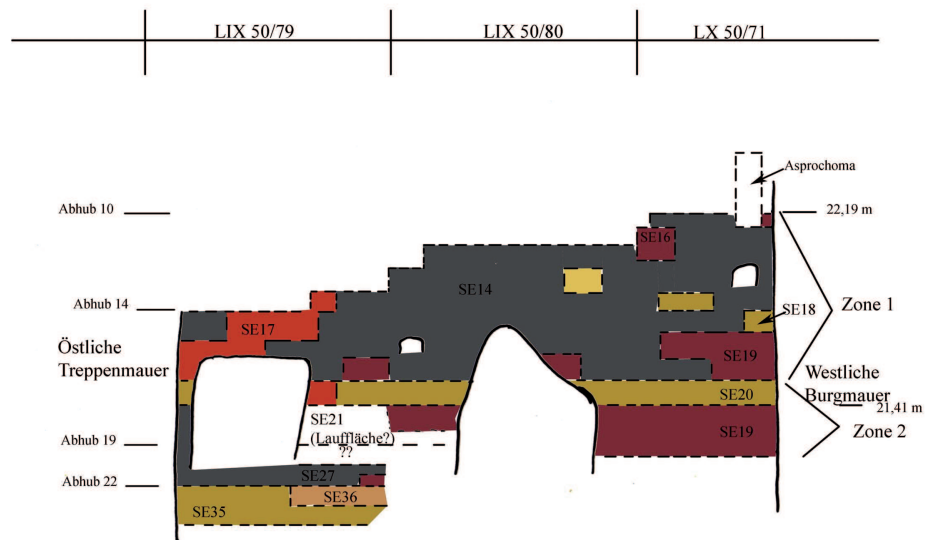 LIX 50/79
LIX 50/80
LX 50/71
Asprochoma
Abhub 10
22,19 m
SE16
SE14
Abhub 14
SE18
Zone 1
SE17
Östliche
Treppenmauer
SE19
Westliche
Burgmauer
SE20
21,41 m
SE21
(Lauffläche?)
??
SE19
Zone 2
Abhub 19
SE27
Abhub 22
SE36
SE35